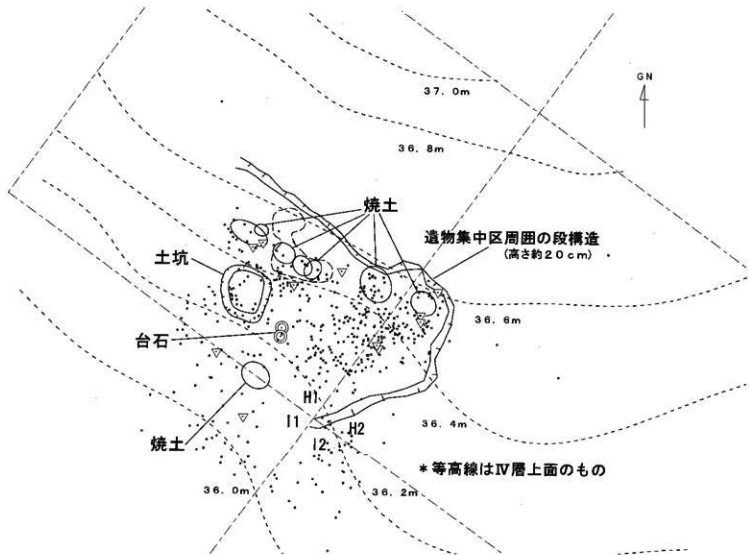 37.0m
GN
36.8m
焼土
遺物集中区周囲の段構造
(高さ約20cm)
土坑
36.6m
台石
H1
I1
H2
36.4m
焼土
I2
*等高線はⅣ層上面のもの
36.0m
36.2m